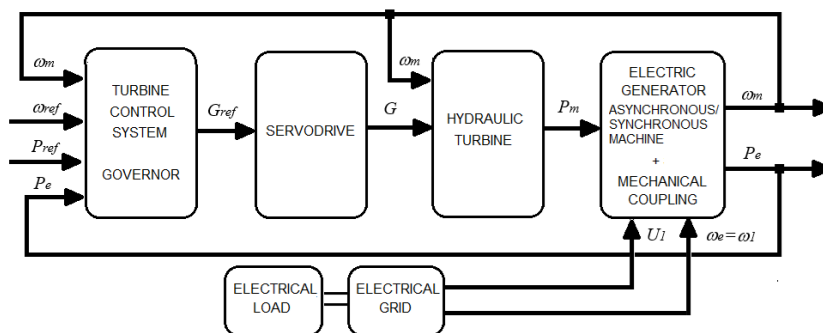 ωm
ωref
Pref
Pe
TURBINE
CONTROL
SYSTEM
GOVERNOR
Gref
SERVODRIVE
G
ωm
HYDRAULIC
TURBINE
Pm
ELECTRIC
GENERATOR
ASYNCHRONOUS/
SYNCHRONOUS
MACHINE
+
MECHANICAL
COUPLING
ωm
Pe
U1
ωe=ω1
ELECTRICAL
LOAD
ELECTRICAL
GRID